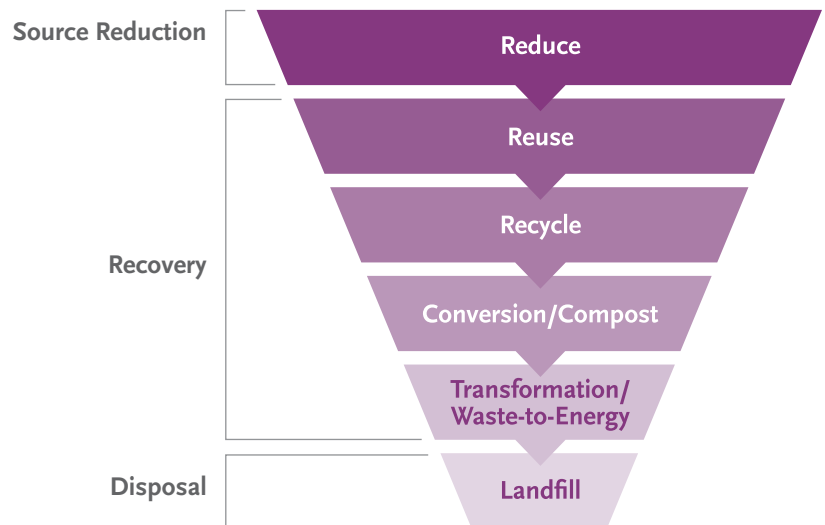 Source Reduction
Reduce
Reuse
Recycle
Recovery
Conversion/Compost
Transformation/
Waste-to-Energy
Disposal
Landfill